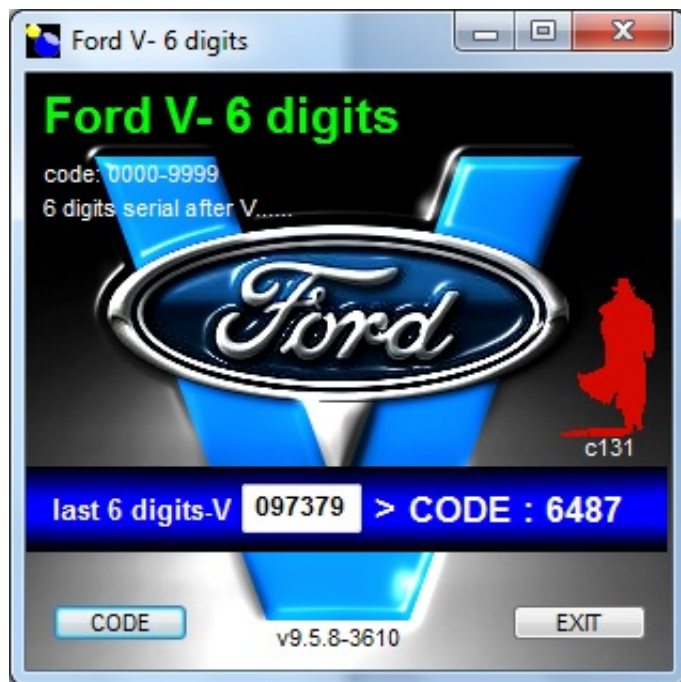 Ford V- 6 digits
Ford V- 6 digits
code: 0000-9999
6 digits serial after V......
Ford
c131
last 6 digits-V 097379 > CODE : 6487
CODE
v9.5.8-3610
EXIT